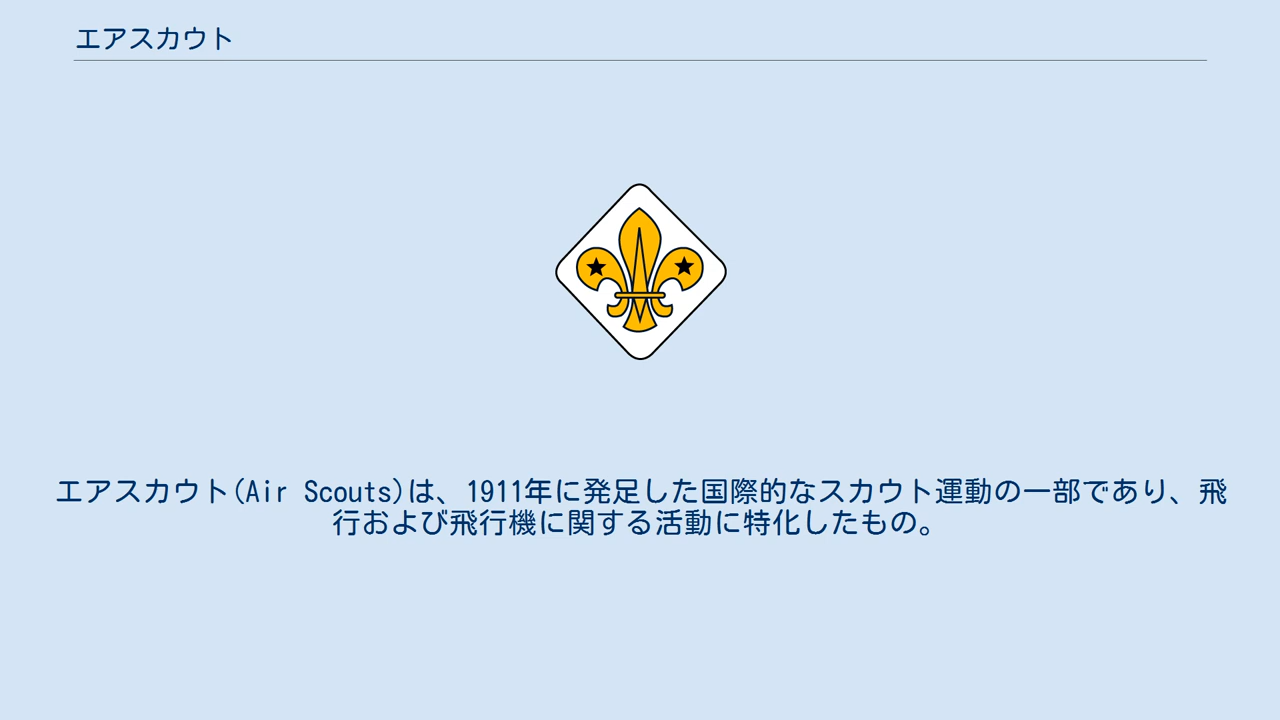 エアスカウト
エアスカウト(Air Scouts)は、1911年に発足した国際的なスカウト運動の一部であり、飛
行および飛行機に関する活動に特化したもの。